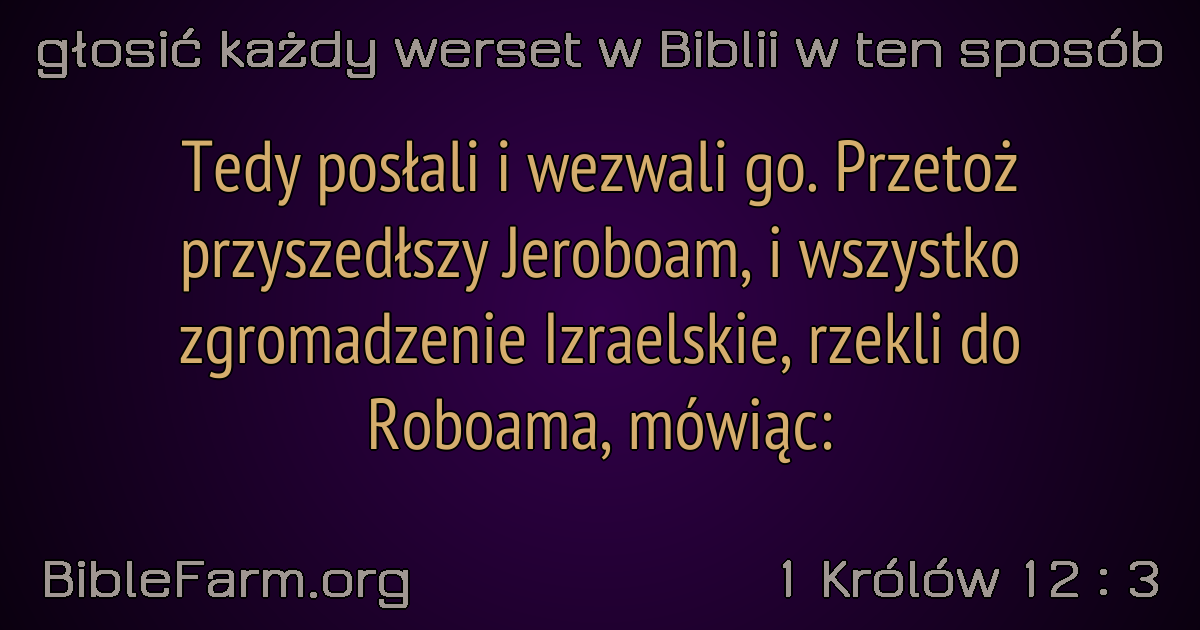 głosić każdy werset w Biblii w ten sposób
Tedy posłali i wezwali go. Przetoż
przyszedłszy Jeroboam, i wszystko
zgromadzenie Izraelskie, rzekli do
Roboama, mówiąc:
BibleFarm.org
1 Królów 12 : 3